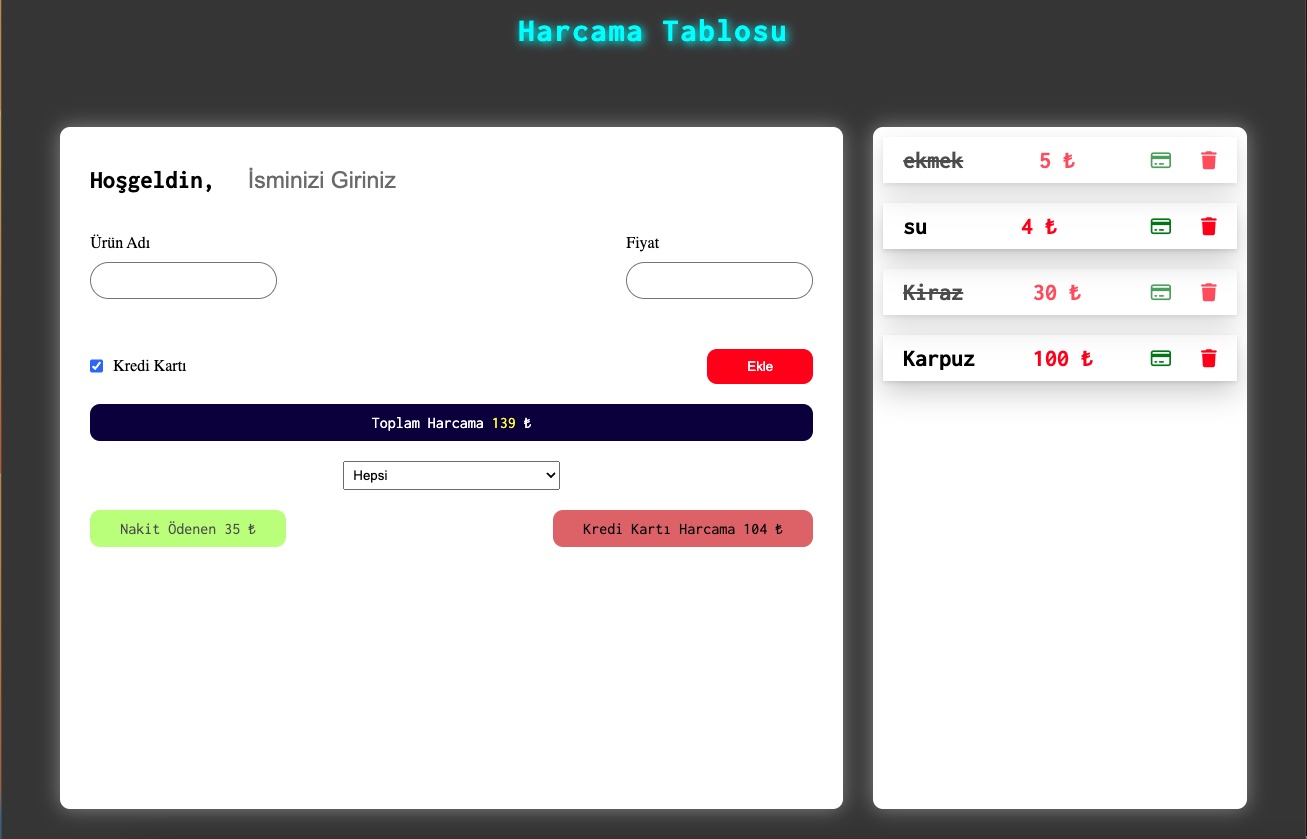 Harcama Tablosu
Hoşgeldin, İsminizi Giriniz
Ürün Adı
Fiyat
Kredi Kartı
Ekle
Toplam Harcama 139 ₺
Hepsi
Nakit Ödenen 35 ₺
Kredi Kartı Harcama 104 ₺
ekmek 5 ₺
su 4 ₺
Kiraz 30 ₺
Karpuz 100 ₺